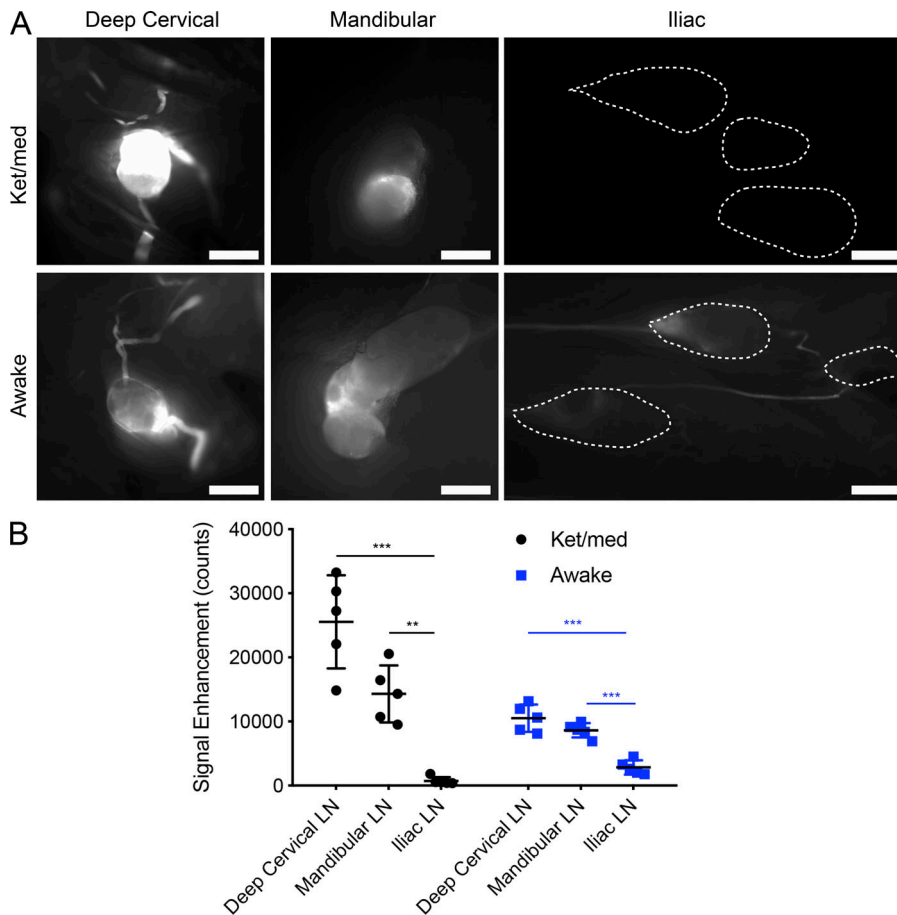 A
Deep Cervical
Mandibular
Iliac
Ket/med
Awake
B
Signal Enhancement (counts)
40000
30000
20000
10000
0
***
**
***
***
Ket/med
Awake
Deep Cervical LN
Mandibular LN
Iliac LN
Deep Cervical LN
Mandibular LN
Iliac LN